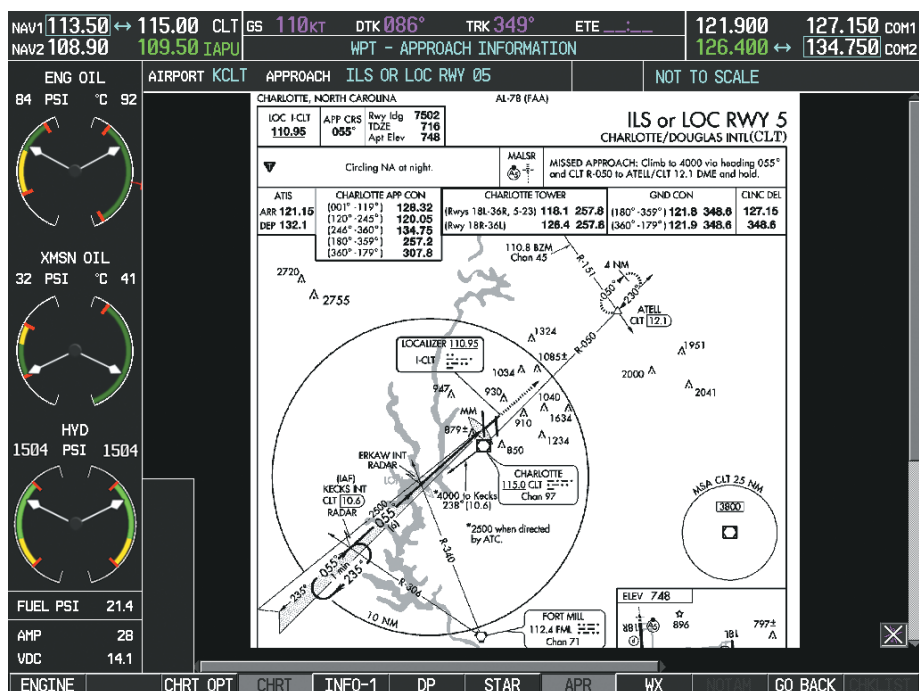 NAV1 113.50 ↔ 115.00 CLT
NAV2 108.90 109.50 IAPU
GS 110KT DTK 086° TRK 349° ETE __:__
WPT - APPROACH INFORMATION
121.900 127.150 COM1
126.400 ↔ 134.750 COM2
AIRPORT KCLT APPROACH ILS OR LOC RWY 05 NOT TO SCALE
ENG OIL
84 PSI °C 92
XMSN OIL
32 PSI °C 41
HYD
1504 PSI 1504
FUEL PSI 21.4
AMP 28
VDC 14.1
CHARLOTTE, NORTH CAROLINA
AL-78 (FAA)
LOC I-CLT
110.95
APP CRS
055°
Rwy ldg 7502
TDZE 716
Apt Elev 748
ILS or LOC RWY 5
CHARLOTTE/DOUGLAS INTL(CLT)
T
Circling NA at night.
MALSR
A5
MISSED APPROACH: Climb to 4000 via heading 055°
and CLT R-050 to ATELL/CLT 12.1 DME and hold.
ATIS
ARR 121.15
DEP 132.1
CHARLOTTE APP CON
(001°-119°) 128.32
(120°-245°) 120.05
(246°-360°) 134.75
(180°-359°) 257.2
(360°-179°) 307.8
CHARLOTTE TOWER
(Rwys 18L-36R, 5-23) 118.1 257.8
(Rwy 18R-36L) 126.4 257.8
GND CON
(180°-359°) 121.8 348.6
(360°-179°) 121.9 348.6
CLNC DEL
127.15
348.6
110.8 BZM
Chan 45
R-151
4 NM
050°
230°
ATELL
CLT 12.1
R-050
2720
2755
LOCALIZER 110.95
I-CLT
1324
1085±
1034
930
947
1040
1634
910
1234
850
MM
879±
1951
2000
2041
ERKAW INT
RADAR
(IAF)
KECKS INT
CLT 10.6
RADAR
CHARLOTTE
115.0 CLT
Chan 97
*4000 to Kecks
238° (10.6)
*2500 when directed
by ATC.
2500
055°
(6)
R-340
R-306
055°
1 min
235°
235°
10 NM
FORT MILL
112.4 FML
Chan 71
MSA CLT 25 NM
3800
ELEV 748
18R
A5
896
18L
797±
ENGINE CHRT OPT CHRT INFO-1 DP STAR APR WX NOTAM GO BACK CHKLIST